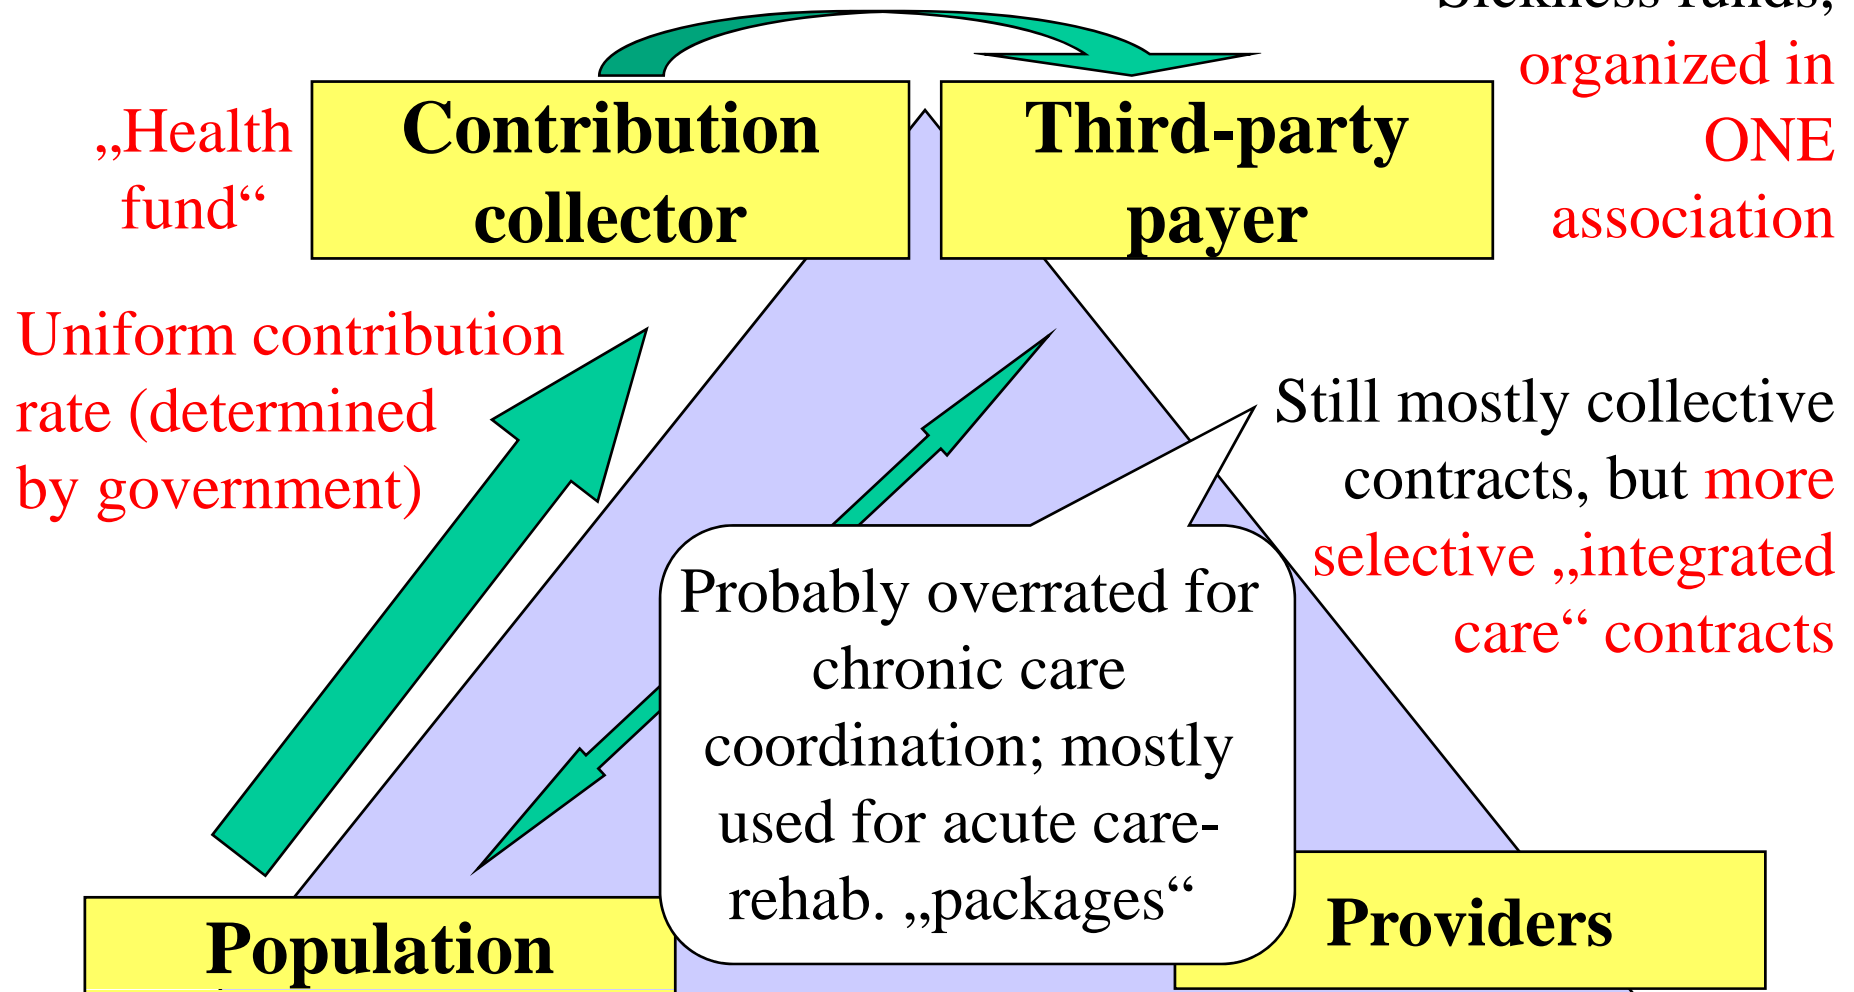 Sickness funds,
organized in
ONE
association
„Health
fund“
Contribution
collector
Third-party
payer
Uniform contribution
rate (determined
by government)
Still mostly collective
contracts, but more
selective „integrated
care“ contracts
Probably overrated for
chronic care
coordination; mostly
used for acute care-
rehab. „packages“
Population
Providers